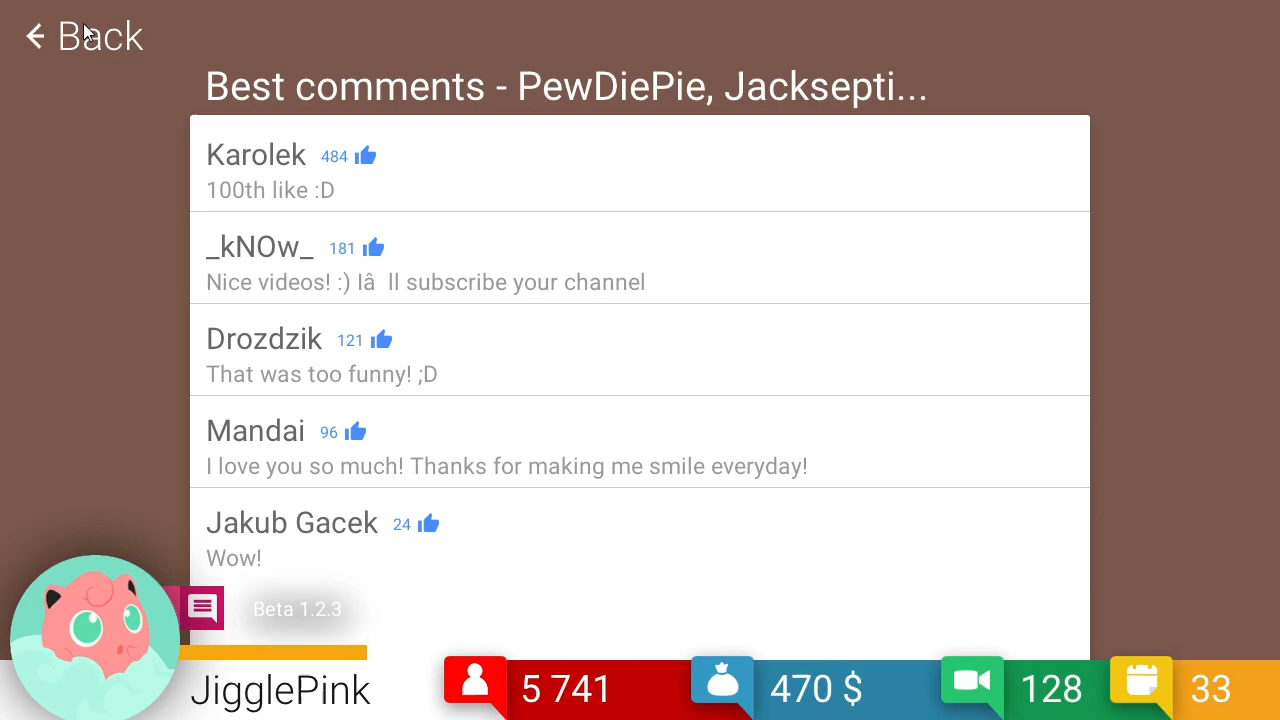 Back
Best comments - PewDiePie, Jacksepti...
Karolek 484
100th like :D
_kNOw_ 181
Nice videos! :) Iâ ll subscribe your channel
Drozdzik 121
That was too funny! ;D
Mandai 96
I love you so much! Thanks for making me smile everyday!
Jakub Gacek 24
Wow!
Beta 1.2.3
JigglePink 5 741 470 $ 128 33